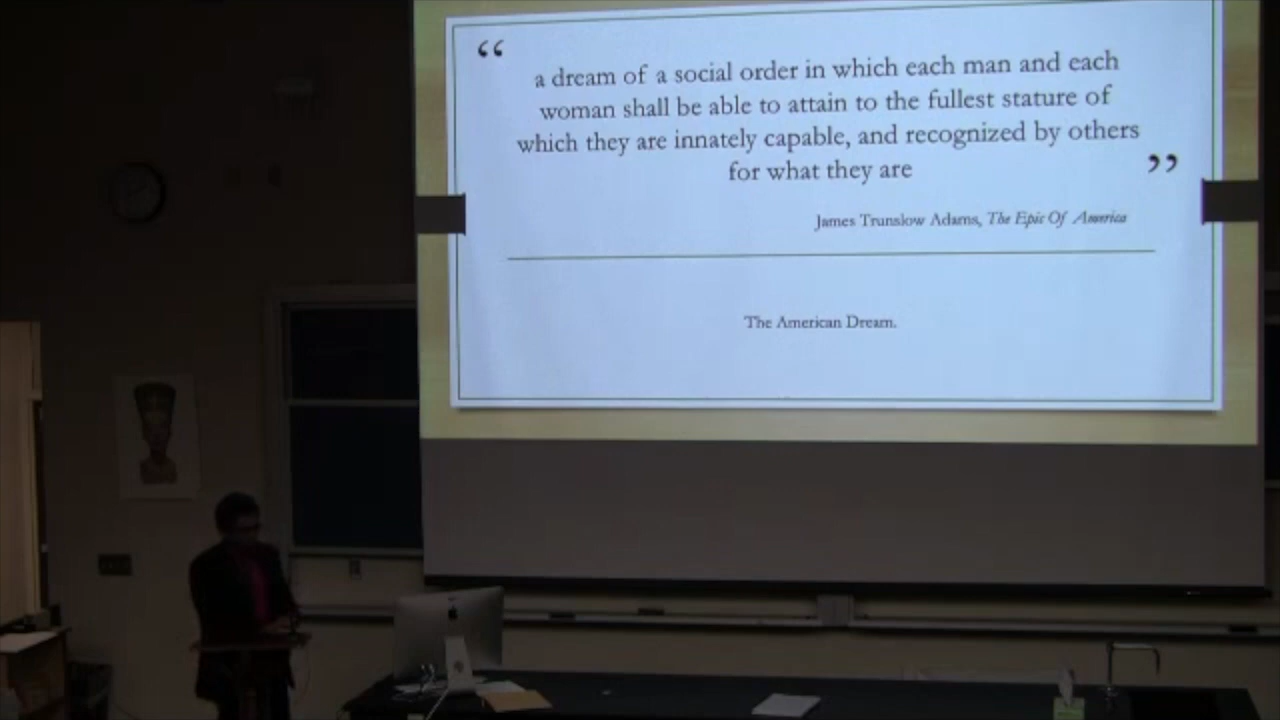 “
a dream of a social order in which each man and each
woman shall be able to attain to the fullest stature of
which they are innately capable, and recognized by others
for what they are
”
James Trunslow Adams, The Epic Of America
The American Dream.